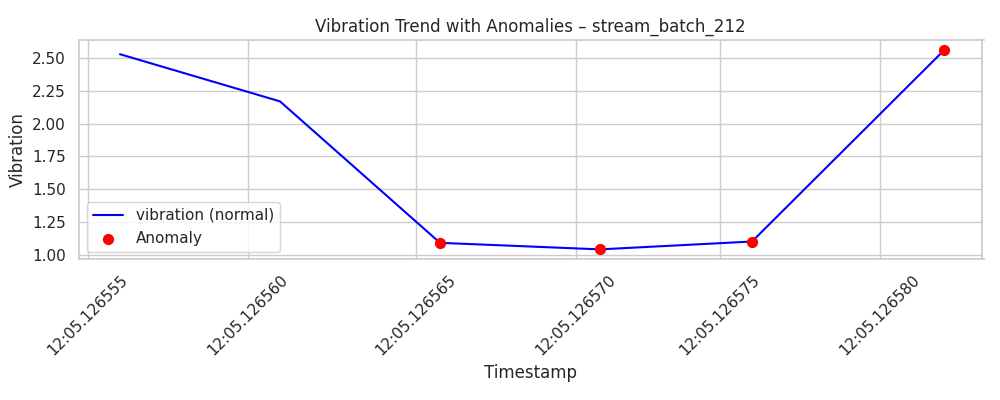 Vibration Trend with Anomalies – stream_batch_212
Vibration
2.50
2.25
2.00
1.75
1.50
1.25
1.00
vibration (normal)
Anomaly
12:05.126555
12:05.126560
12:05.126565
12:05.126570
12:05.126575
12:05.126580
Timestamp